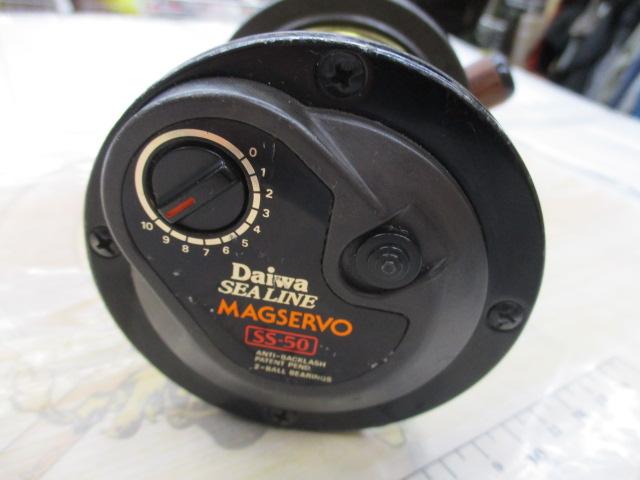 0
1
2
3
4
5
6
7
8
9
10
Daiwa
SEALINE
MAGSERVO
SS-50
ANTI-BACKLASH
PATENT PEND
2-BALL BEARINGS
10